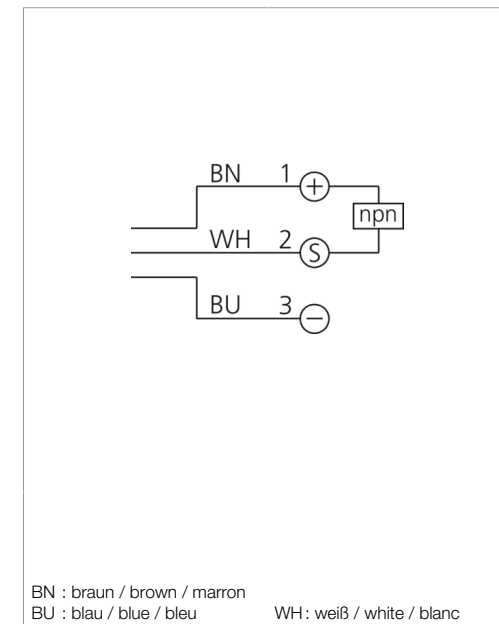 BN 1 +
npn
WH 2 S
BU 3 −
BN : braun / brown / marron
BU : blau / blue / bleu WH : weiß / white / blanc